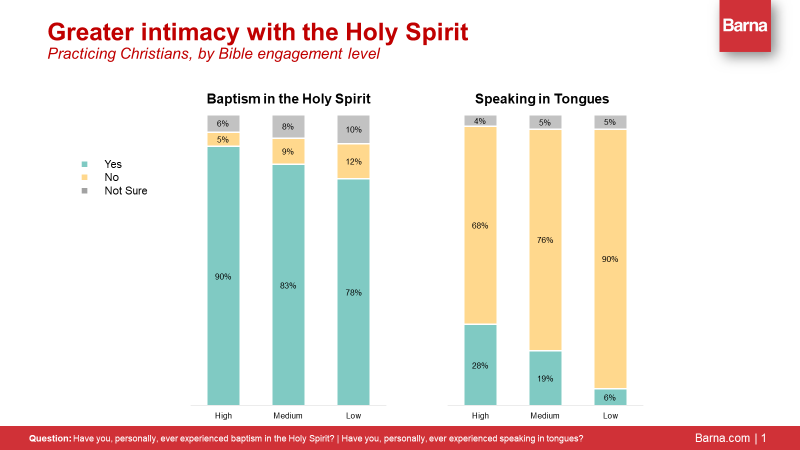 Greater intimacy with the Holy Spirit
Practicing Christians, by Bible engagement level
Barna
Baptism in the Holy Spirit
6%
8%
10%
5%
9%
12%
90%
83%
78%
High
Medium
Low
Speaking in Tongues
4%
5%
5%
68%
76%
90%
28%
19%
6%
High
Medium
Low
Yes
No
Not Sure
Question: Have you, personally, ever experienced baptism in the Holy Spirit? | Have you, personally, ever experienced speaking in tongues?
Barna.com | 1